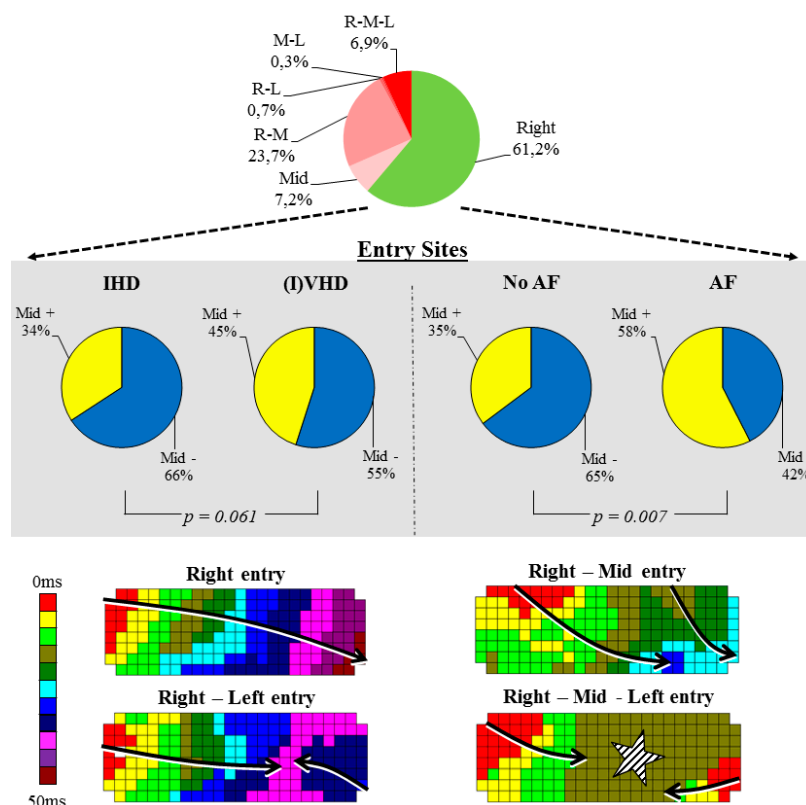 R-M-L
6,9%
M-L
0,3%
R-L
0,7%
R-M
23,7%
Mid
7,2%
Right
61,2%
Entry Sites
IHD
(I)VHD
No AF
AF
Mid +
34%
Mid -
66%
Mid +
45%
Mid -
55%
Mid +
35%
Mid -
65%
Mid +
58%
Mid -
42%
p = 0.061
p = 0.007
0ms
50ms
Right entry
Right – Mid entry
Right – Left entry
Right – Mid - Left entry